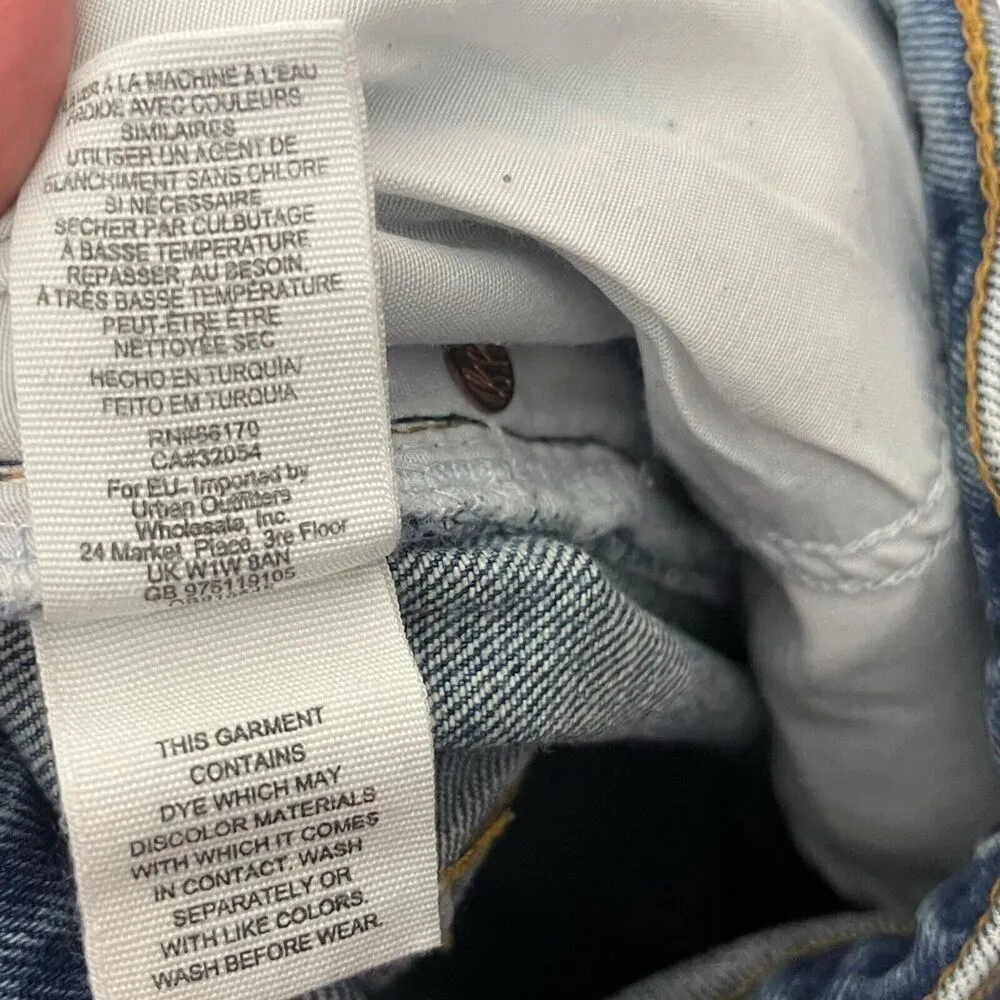 À LA MACHINE À L'EAU
AVEC COULEURS
SIMILAIRES
UTILISER UN AGENT DE
BLANCHIMENT SANS CHLORE
SI NÉCESSAIRE
SÉCHER PAR CULBUTAGE
À BASSE TEMPÉRATURE
REPASSER, AU BESOIN,
À TRÈS BASSE TEMPÉRATURE
PEUT-ÊTRE ÊTRE
NETTOYÉE SEC
HECHO EN TURQUIA/
FEITO EM TURQUIA
RN#66170
CA#32054
For EU- Imported by
Urban Outfitters
Wholesale, Inc.
24 Market Place, 3re Floor
UK W1W 8AN
GB 976119105
THIS GARMENT
CONTAINS
DYE WHICH MAY
DISCOLOR MATERIALS
WITH WHICH IT COMES
IN CONTACT. WASH
SEPARATELY OR
WITH LIKE COLORS.
WASH BEFORE WEAR.